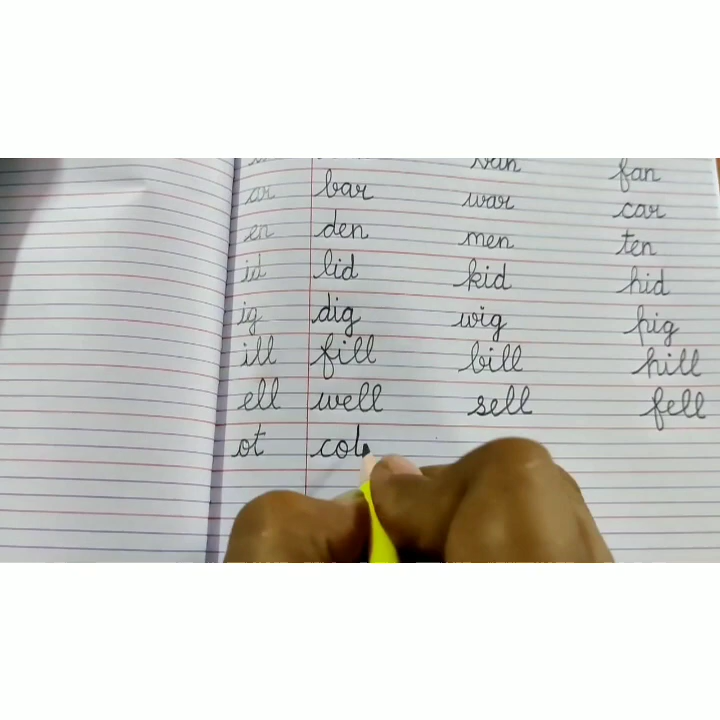 van fan
ar bar war car
en den men ten
id lid kid hid
ig dig wig pig
ill fill bill hill
ell well sell fell
ot